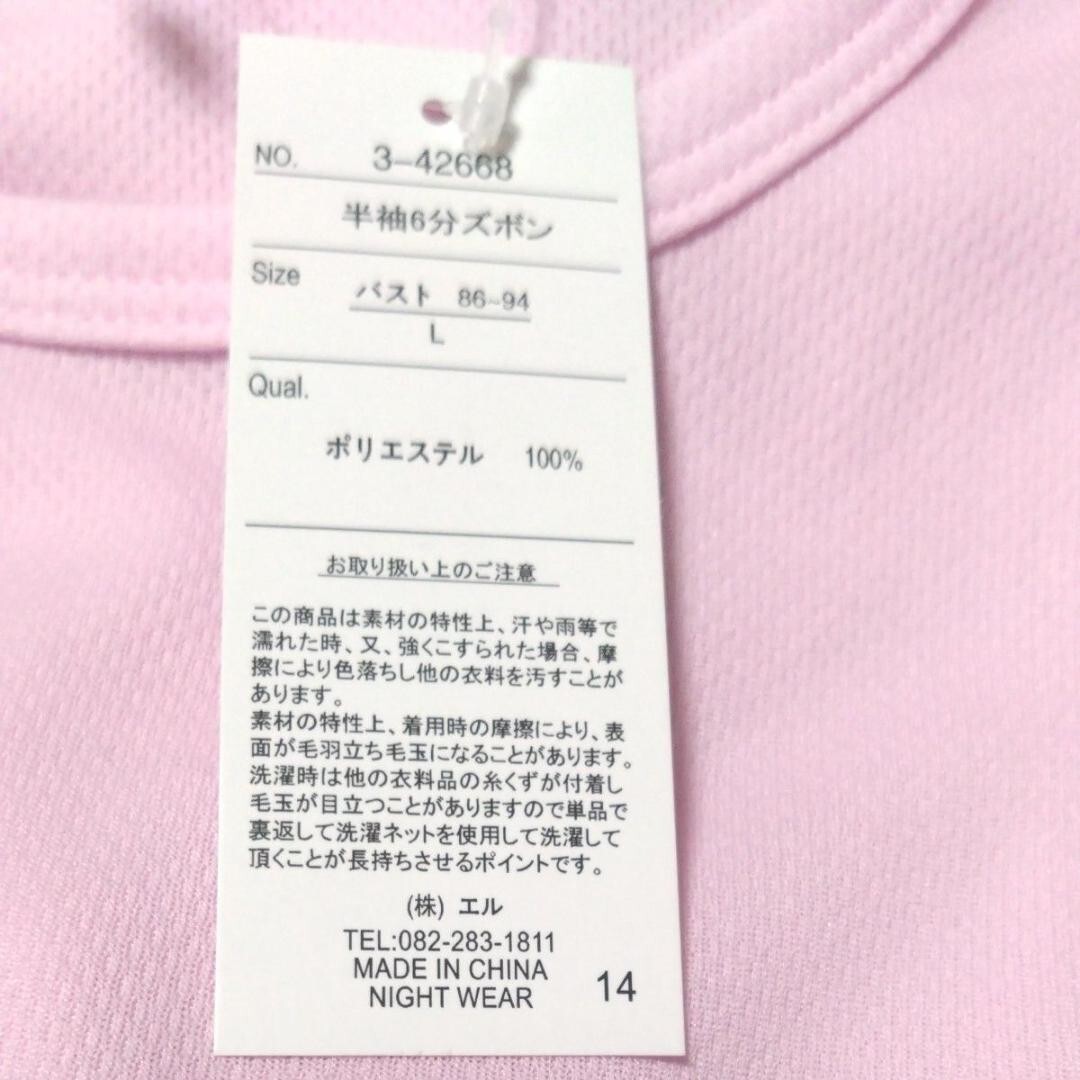 NO. 3-42668
半袖6分ズボン
Size バスト 86~94
L
Qual.
ポリエステル 100%
お取り扱い上のご注意
この商品は素材の特性上、汗や雨等で
濡れた時、又、強くこすられた場合、摩
擦により色落ちし他の衣料を汚すことが
あります。
素材の特性上、着用時の摩擦により、表
面が毛羽立ち毛玉になることがあります。
洗濯時は他の衣料品の糸くずが付着し
毛玉が目立つことがありますので単品で
裏返して洗濯ネットを使用して洗濯して
頂くことが長持ちさせるポイントです。
(株) エル
TEL:082-283-1811
MADE IN CHINA
NIGHT WEAR 14